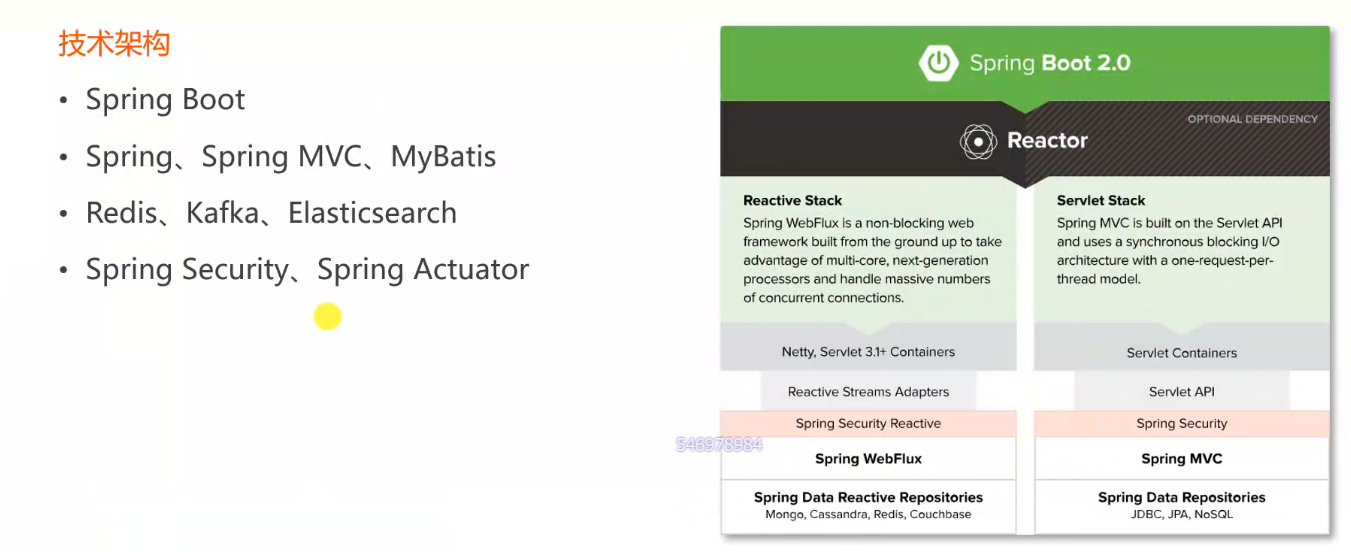 技术架构
• Spring Boot
• Spring、Spring MVC、MyBatis
• Redis、Kafka、Elasticsearch
• Spring Security、Spring Actuator
Spring Boot 2.0
OPTIONAL DEPENDENCY
Reactor
Reactive Stack
Spring WebFlux is a non-blocking web
framework built from the ground up to take
advantage of multi-core, next-generation
processors and handle massive numbers
of concurrent connections.
Netty, Servlet 3.1+ Containers
Reactive Streams Adapters
Spring Security Reactive
Spring WebFlux
Spring Data Reactive Repositories
Mongo, Cassandra, Redis, Couchbase
Servlet Stack
Spring MVC is built on the Servlet API
and uses a synchronous blocking I/O
architecture with a one-request-per-
thread model.
Servlet Containers
Servlet API
Spring Security
Spring MVC
Spring Data Repositories
JDBC, JPA, NoSQL
546978984